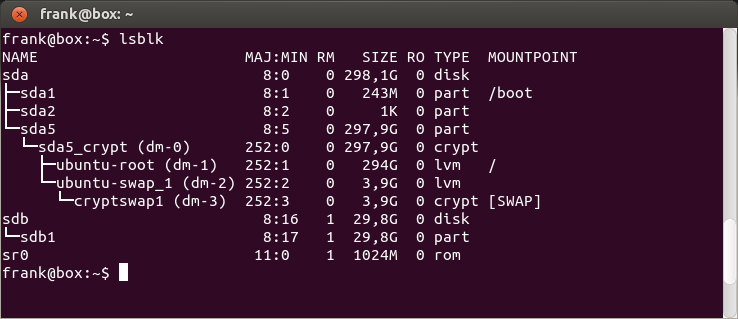 frank@box: ~
frank@box:~$ lsblk
NAME                       MAJ:MIN RM   SIZE RO TYPE  MOUNTPOINT
sda                          8:0    0 298,1G  0 disk
├─sda1                       8:1    0   243M  0 part  /boot
├─sda2                       8:2    0     1K  0 part
└─sda5                       8:5    0 297,9G  0 part
  └─sda5_crypt (dm-0)      252:0    0 297,9G  0 crypt
    ├─ubuntu-root (dm-1)   252:1    0   294G  0 lvm   /
    └─ubuntu-swap_1 (dm-2) 252:2    0   3,9G  0 lvm
      └─cryptswap1 (dm-3)  252:3    0   3,9G  0 crypt [SWAP]
sdb                          8:16   1  29,8G  0 disk
└─sdb1                       8:17   1  29,8G  0 part
sr0                         11:0    1  1024M  0 rom
frank@box:~$